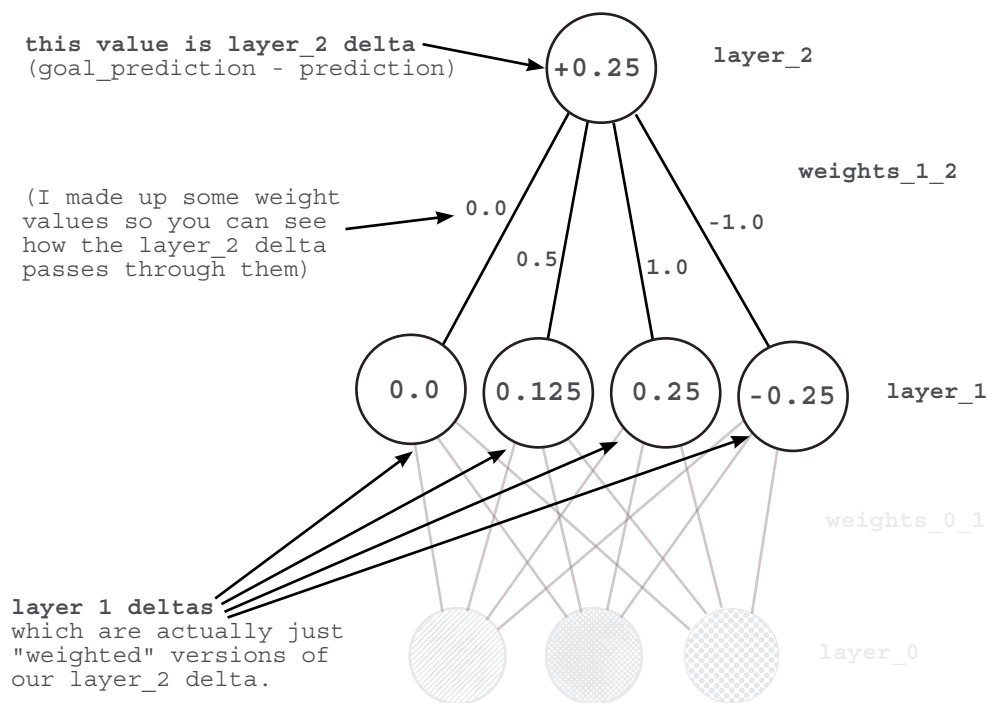 this value is layer_2 delta
(goal_prediction - prediction)
+0.25
layer_2
weights_1_2
(I made up some weight
values so you can see
how the layer_2 delta
passes through them)
0.0
-1.0
0.5
1.0
0.0
0.125
0.25
-0.25
layer_1
weights_0_1
layer 1 deltas
which are actually just
"weighted" versions of
our layer_2 delta.
layer_0